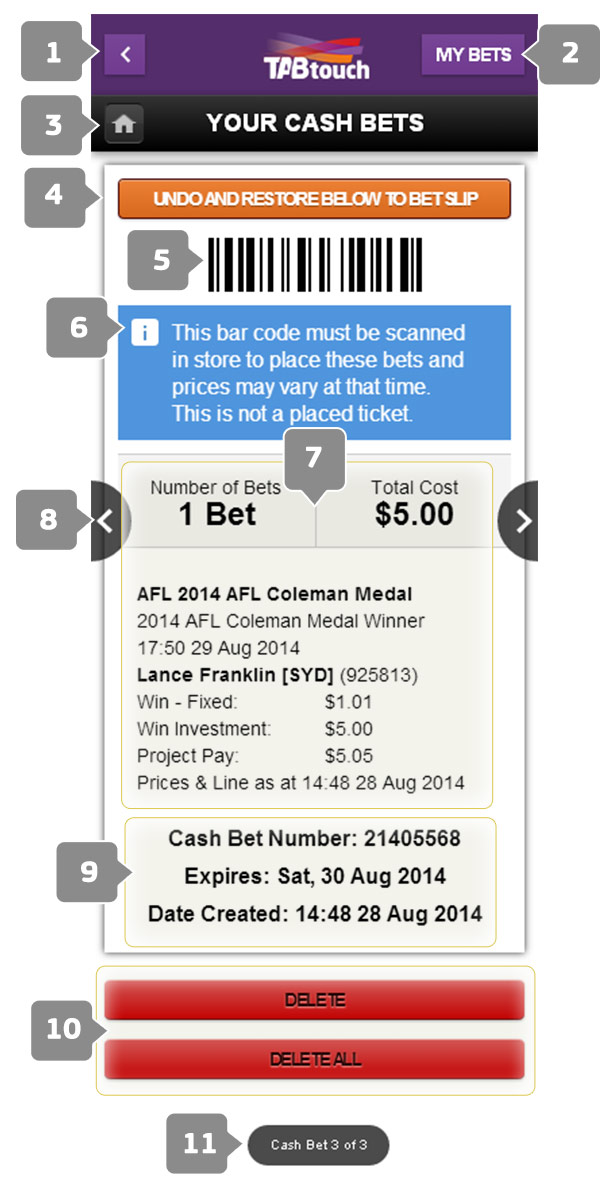 1
TABtouch
MY BETS
2
3
YOUR CASH BETS
4
UNDO AND RESTORE BELOW TO BET SLIP
5
6
i
This bar code must be scanned
in store to place these bets and
prices may vary at that time.
This is not a placed ticket.
7
Number of Bets
1 Bet
Total Cost
$5.00
8
AFL 2014 AFL Coleman Medal
2014 AFL Coleman Medal Winner
17:50 29 Aug 2014
Lance Franklin [SYD] (925813)
Win - Fixed: $1.01
Win Investment: $5.00
Project Pay: $5.05
Prices & Line as at 14:48 28 Aug 2014
9
Cash Bet Number: 21405568
Expires: Sat, 30 Aug 2014
Date Created: 14:48 28 Aug 2014
10
DELETE
DELETE ALL
11
Cash Bet 3 of 3